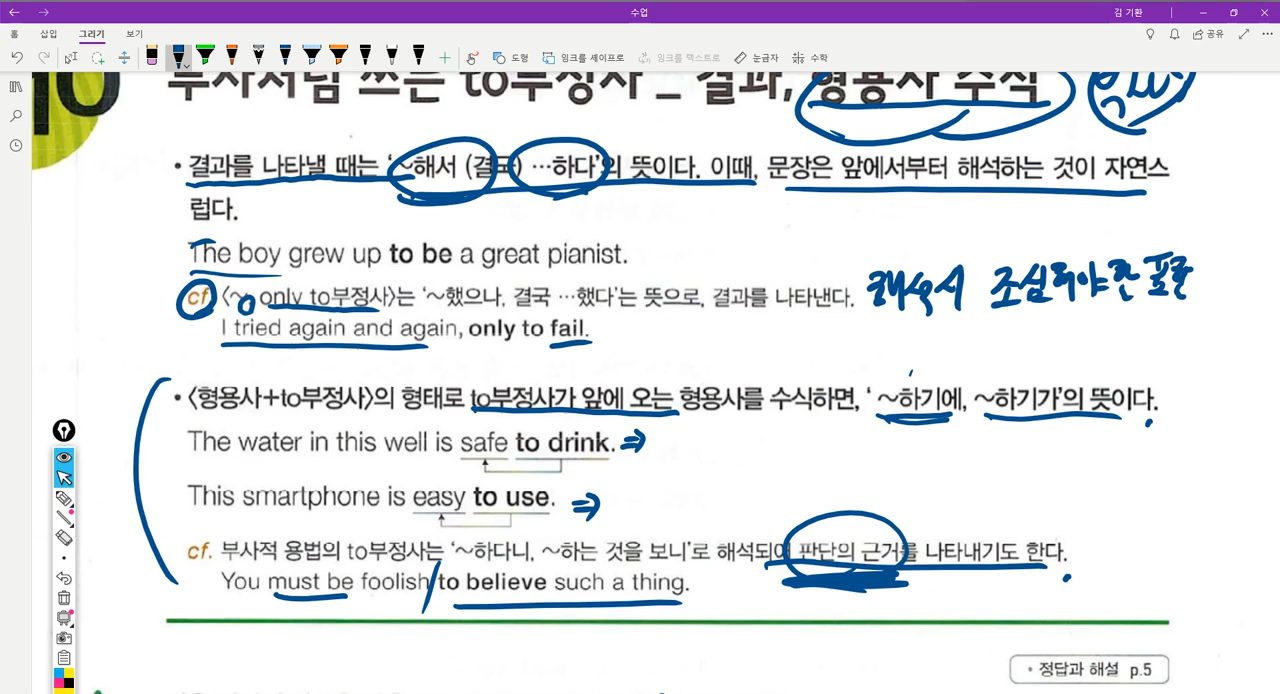 수업
김 기환
홈 삽입 그리기 보기
공유
도형 잉크를 셰이프로 잉크를 텍스트로 눈금자 수학
부사처럼 쓰는 to부정사 _ 결과, 형용사 수식
• 결과를 나타낼 때는 ‘~해서 (결국) …하다’의 뜻이다. 이때, 문장은 앞에서부터 해석하는 것이 자연스
럽다.
The boy grew up to be a great pianist.
cf 〈~, only to부정사〉는 ‘~했으나, 결국 …했다’는 뜻으로, 결과를 나타낸다.
I tried again and again, only to fail.
• 〈형용사+to부정사〉의 형태로 to부정사가 앞에 오는 형용사를 수식하면, ‘~하기에, ~하기가’의 뜻이다.
The water in this well is safe to drink.
This smartphone is easy to use.
cf. 부사적 용법의 to부정사는 ‘~하다니, ~하는 것을 보니’로 해석되어 판단의 근거를 나타내기도 한다.
You must be foolish to believe such a thing.
• 정답과 해설 p.5